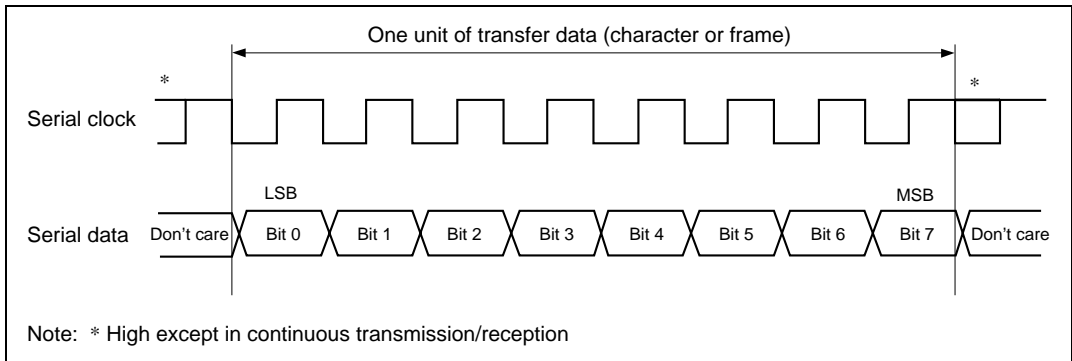 One unit of transfer data (character or frame)
* *
Serial clock
LSB MSB
Serial data Don't care Bit 0 Bit 1 Bit 2 Bit 3 Bit 4 Bit 5 Bit 6 Bit 7 Don't care
Note: * High except in continuous transmission/reception